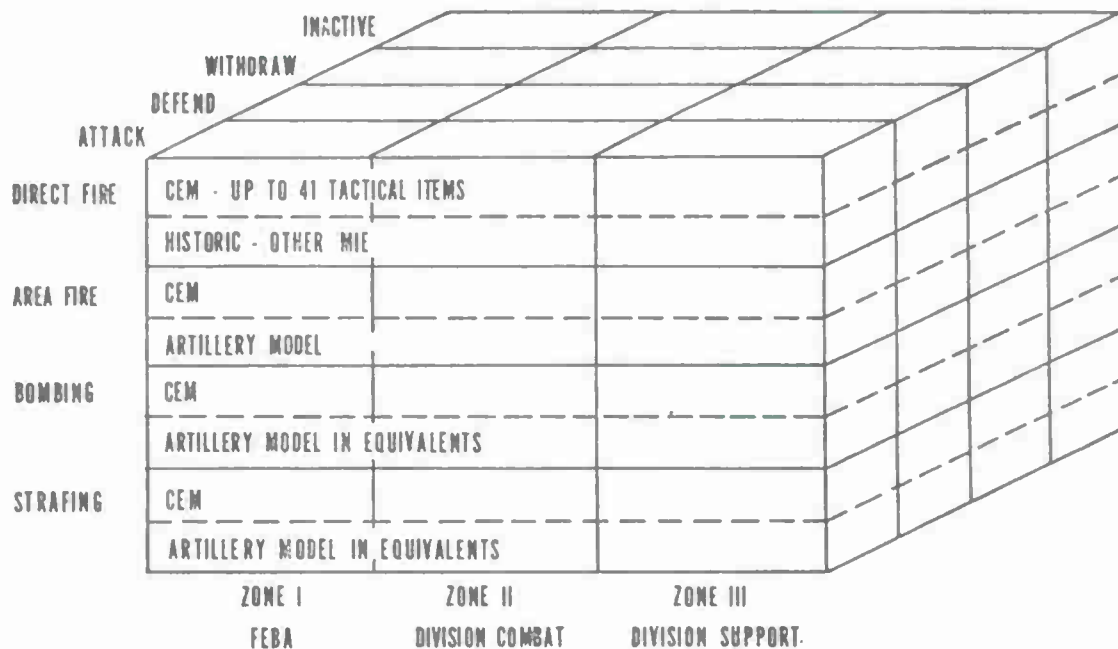 INACTIVE
WITHDRAW
DEFEND
ATTACK
DIRECT FIRE
CEM - UP TO 41 TACTICAL ITEMS
HISTORIC - OTHER MIE
AREA FIRE
CEM
ARTILLERY MODEL
BOMBING
CEM
ARTILLERY MODEL IN EQUIVALENTS
STRAFING
CEM
ARTILLERY MODEL IN EQUIVALENTS
ZONE I ZONE II ZONE III
FEBA DIVISION COMBAT DIVISION SUPPORT